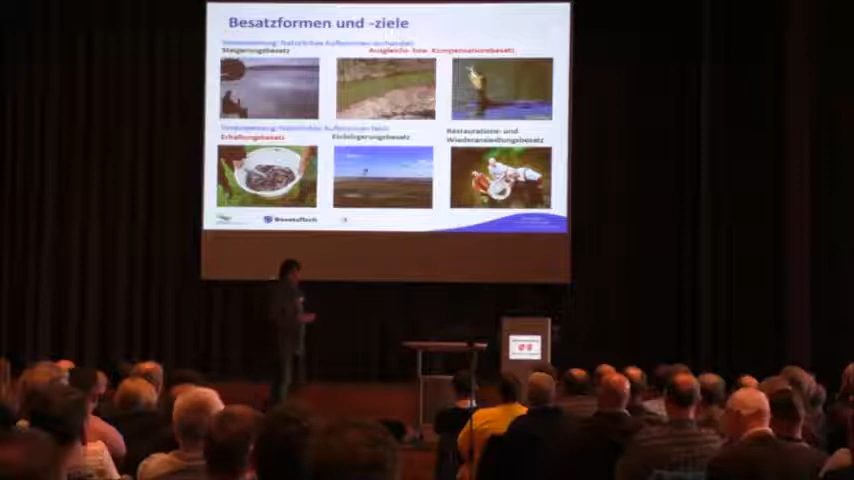 Besatzformen und -ziele
Voraussetzung: Natürliches Aufkommen vorhanden
Steigerungsbesatz
Ausgleichs- bzw. Kompensationsbesatz
Voraussetzung: Natürliches Aufkommen fehlt
Erhaltungsbesatz
Einbürgerungsbesatz
Restaurations- und
Wiederansiedlungsbesatz
Besatzfisch